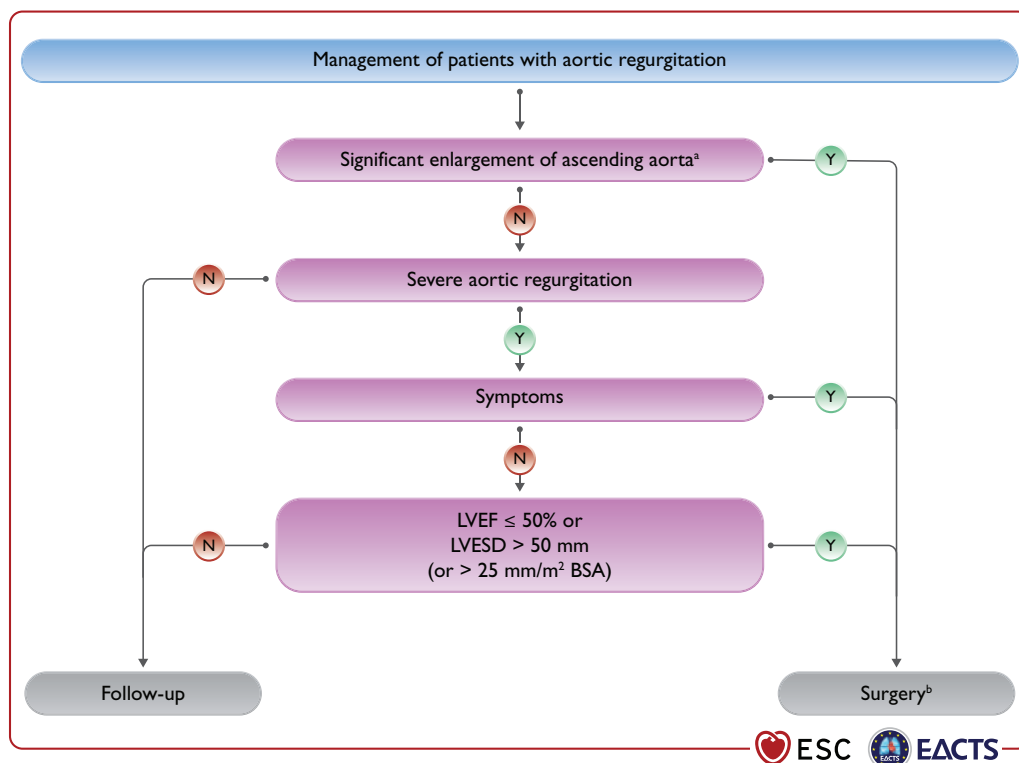 Management of patients with aortic regurgitation
Significant enlargement of ascending aortaᵃ
Y
N
Severe aortic regurgitation
N
Y
Symptoms
Y
N
LVEF ≤ 50% or
LVESD > 50 mm
(or > 25 mm/m² BSA)
N
Y
Follow-up
Surgeryᵇ
ESC
EACTS
EACTS